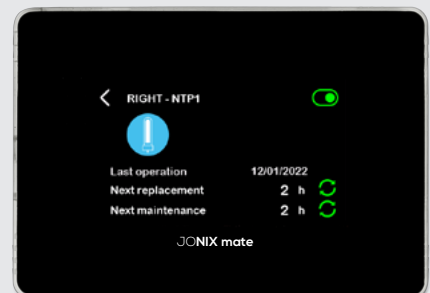 RIGHT - NTP1
Last operation 12/01/2022
Next replacement 2 h
Next maintenance 2 h
JONIX mate